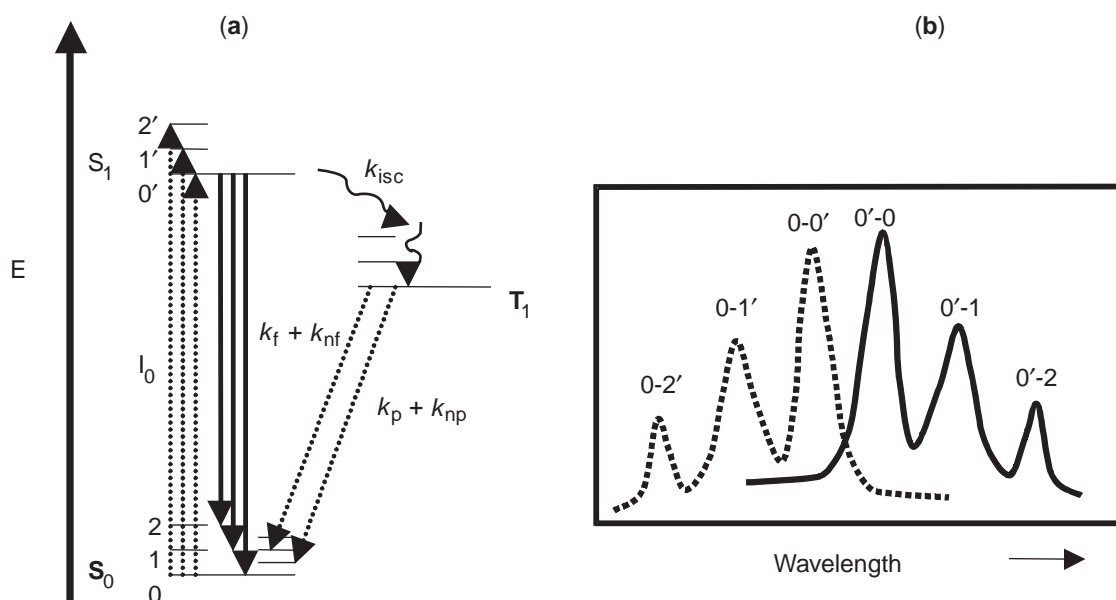 (a)
2′
S1
1′
0′
kisc
E
T1
I0
kf + knf
kp + knp
2
1
S0
0
(b)
0′-0
0-0′
0-1′
0′-1
0-2′
0′-2
Wavelength